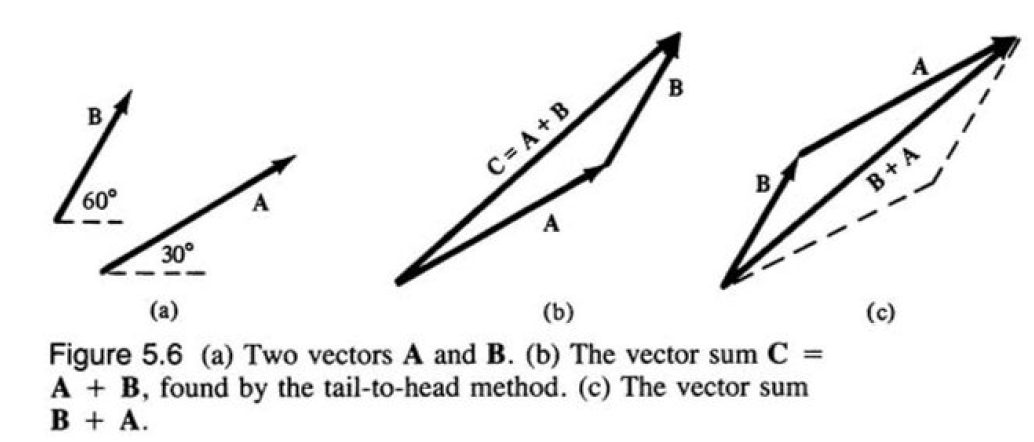 B
60°
A
30°
(a)
C = A + B
B
A
(b)
A
B
B + A
(c)
Figure 5.6 (a) Two vectors A and B. (b) The vector sum C =
A + B, found by the tail-to-head method. (c) The vector sum
B + A.